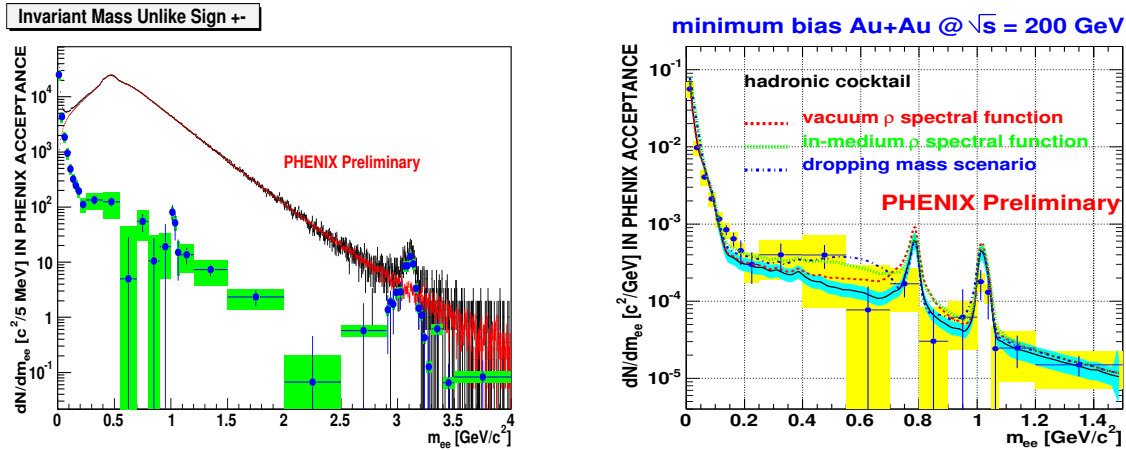 Invariant Mass Unlike Sign +-
dN/dm_ee [c²/5 MeV] IN PHENIX ACCEPTANCE
10⁴
10³
10²
10
1
10⁻¹
PHENIX Preliminary
0 0.5 1 1.5 2 2.5 3 3.5 4
m_ee [GeV/c²]
minimum bias Au+Au @ √s = 200 GeV
dN/dm_ee [c²/GeV] IN PHENIX ACCEPTANCE
10⁻¹
10⁻²
10⁻³
10⁻⁴
10⁻⁵
hadronic cocktail
vacuum ρ spectral function
in-medium ρ spectral function
dropping mass scenario
PHENIX Preliminary
0 0.2 0.4 0.6 0.8 1 1.2 1.4
m_ee [GeV/c²]